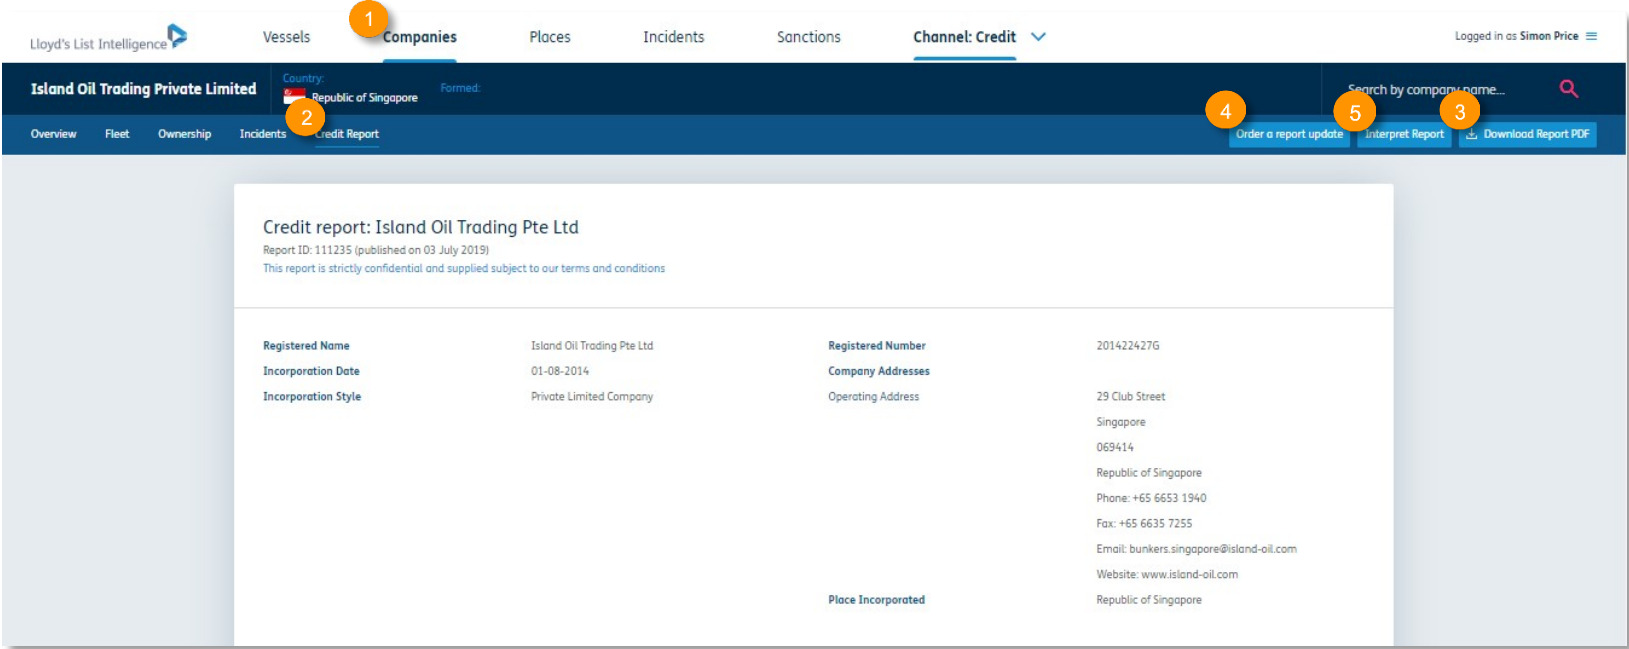 1
Lloyd's List Intelligence Vessels Companies Places Incidents Sanctions Channel: Credit Logged in as Simon Price
Island Oil Trading Private Limited Country: Republic of Singapore Formed: Search by company name...
2 4 5 3
Overview Fleet Ownership Incidents Credit Report Order a report update Interpret Report Download Report PDF
Credit report: Island Oil Trading Pte Ltd
Report ID: 111235 (published on 03 July 2019)
This report is strictly confidential and supplied subject to our terms and conditions
Registered Name Island Oil Trading Pte Ltd Registered Number 201422427G
Incorporation Date 01-08-2014 Company Addresses
Incorporation Style Private Limited Company Operating Address 29 Club Street
Singapore
069414
Republic of Singapore
Phone: +65 6653 1940
Fax: +65 6635 7255
Email: bunkers.singapore@island-oil.com
Website: www.island-oil.com
Place Incorporated Republic of Singapore